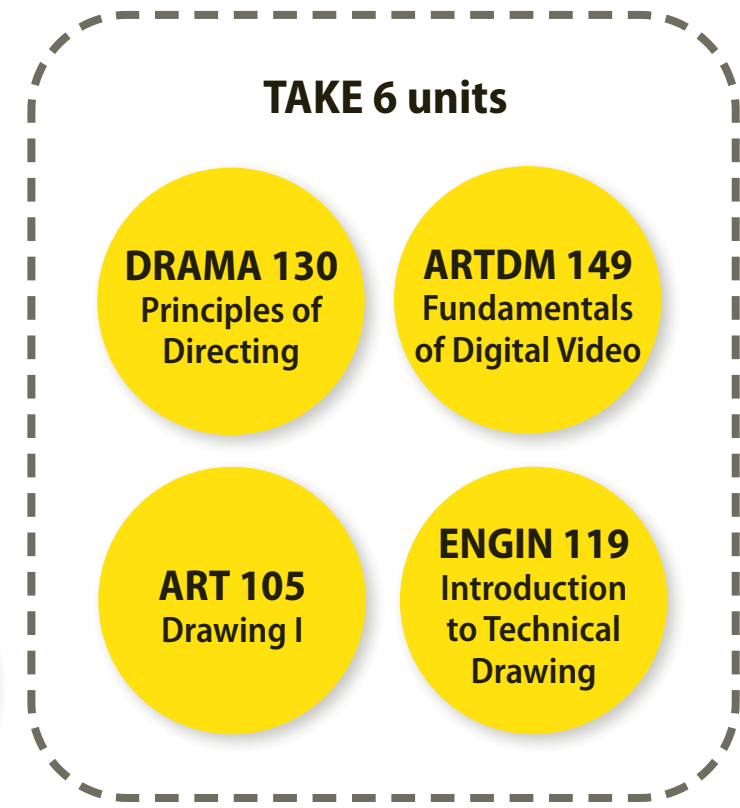 TAKE 6 units
DRAMA 130
Principles of
Directing
ARTDM 149
Fundamentals
of Digital Video
ART 105
Drawing I
ENGIN 119
Introduction
to Technical
Drawing